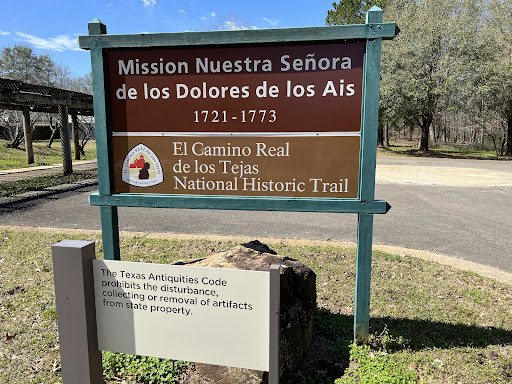 Mission Nuestra Señora
de los Dolores de los Ais
1721-1773
El Camino Real
de los Tejas
National Historic Trail
The Texas Antiquities Code
prohibits the disturbance,
collecting or removal of artifacts
from state property.